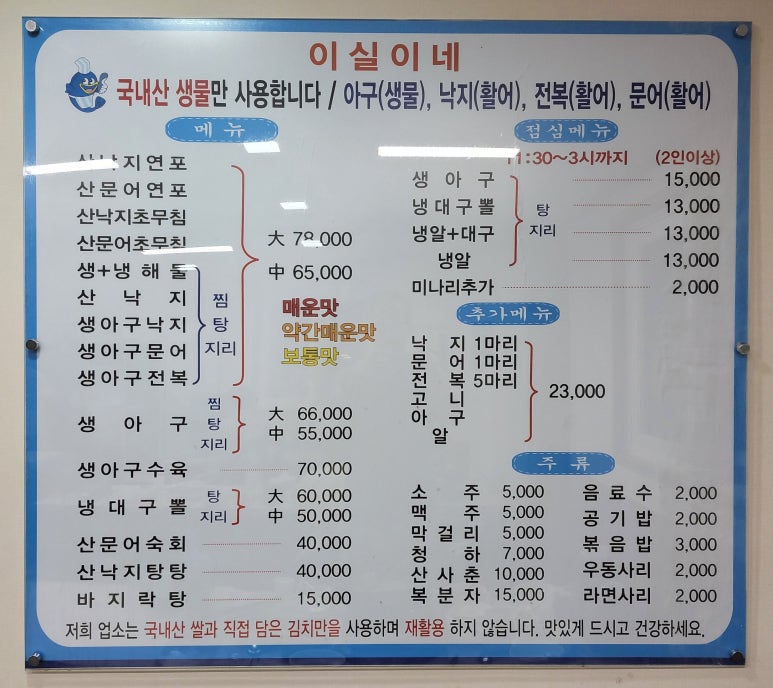 이실이네
국내산 생물만 사용합니다 / 아구(생물), 낙지(활어), 전복(활어), 문어(활어)
메뉴
산낙지연포
산문어연포
산낙지초무침
산문어초무침
생+냉해물
산낙지
생아구낙지
생아구문어
생아구전복
찜
탕
지리
大 78,000
中 65,000
매운맛
약간매운맛
보통맛
생아구
찜
탕
지리
大 66,000
中 55,000
생아구수육 70,000
냉대구뽈
탕
지리
大 60,000
中 50,000
산문어숙회 40,000
산낙지탕탕 40,000
바지락탕 15,000
점심메뉴
11:30~3시까지 (2인이상)
생아구 15,000
냉대구뽈 13,000
냉알+대구 13,000
냉알 13,000
탕
지리
미나리추가 2,000
추가메뉴
낙지 1마리
문어 1마리
전복 5마리
고니
아구
알
23,000
주류
소주 5,000
맥주 5,000
막걸리 5,000
청하 7,000
산사춘 10,000
복분자 15,000
음료수 2,000
공기밥 2,000
볶음밥 3,000
우동사리 2,000
라면사리 2,000
저희 업소는 국내산 쌀과 직접 담은 김치만을 사용하며 재활용 하지 않습니다. 맛있게 드시고 건강하세요.